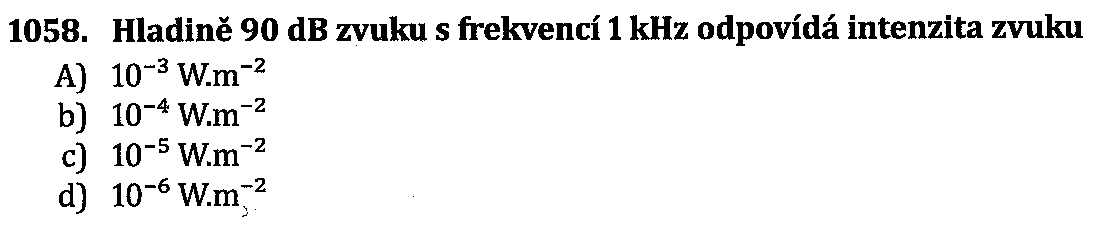 1058. Hladině 90 dB zvuku s frekvencí 1 kHz odpovídá intenzita zvuku
A) 10⁻³ W.m⁻²
b) 10⁻⁴ W.m⁻²
c) 10⁻⁵ W.m⁻²
d) 10⁻⁶ W.m⁻²